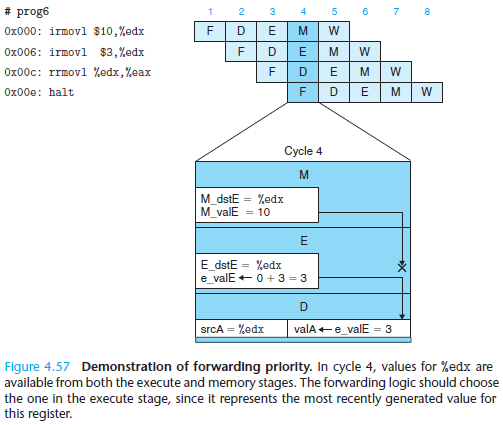 # prog6 1 2 3 4 5 6 7 8
0x000: irmovl $10,%edx F D E M W
0x006: irmovl $3,%edx F D E M W
0x00c: rrmovl %edx,%eax F D E M W
0x00e: halt F D E M W
Cycle 4
M
M_dstE = %edx
M_valE = 10
E
E_dstE = %edx
e_valE ← 0 + 3 = 3
D
srcA = %edx valA ← e_valE = 3
Figure 4.57 Demonstration of forwarding priority. In cycle 4, values for %edx are
available from both the execute and memory stages. The forwarding logic should choose
the one in the execute stage, since it represents the most recently generated value for
this register.